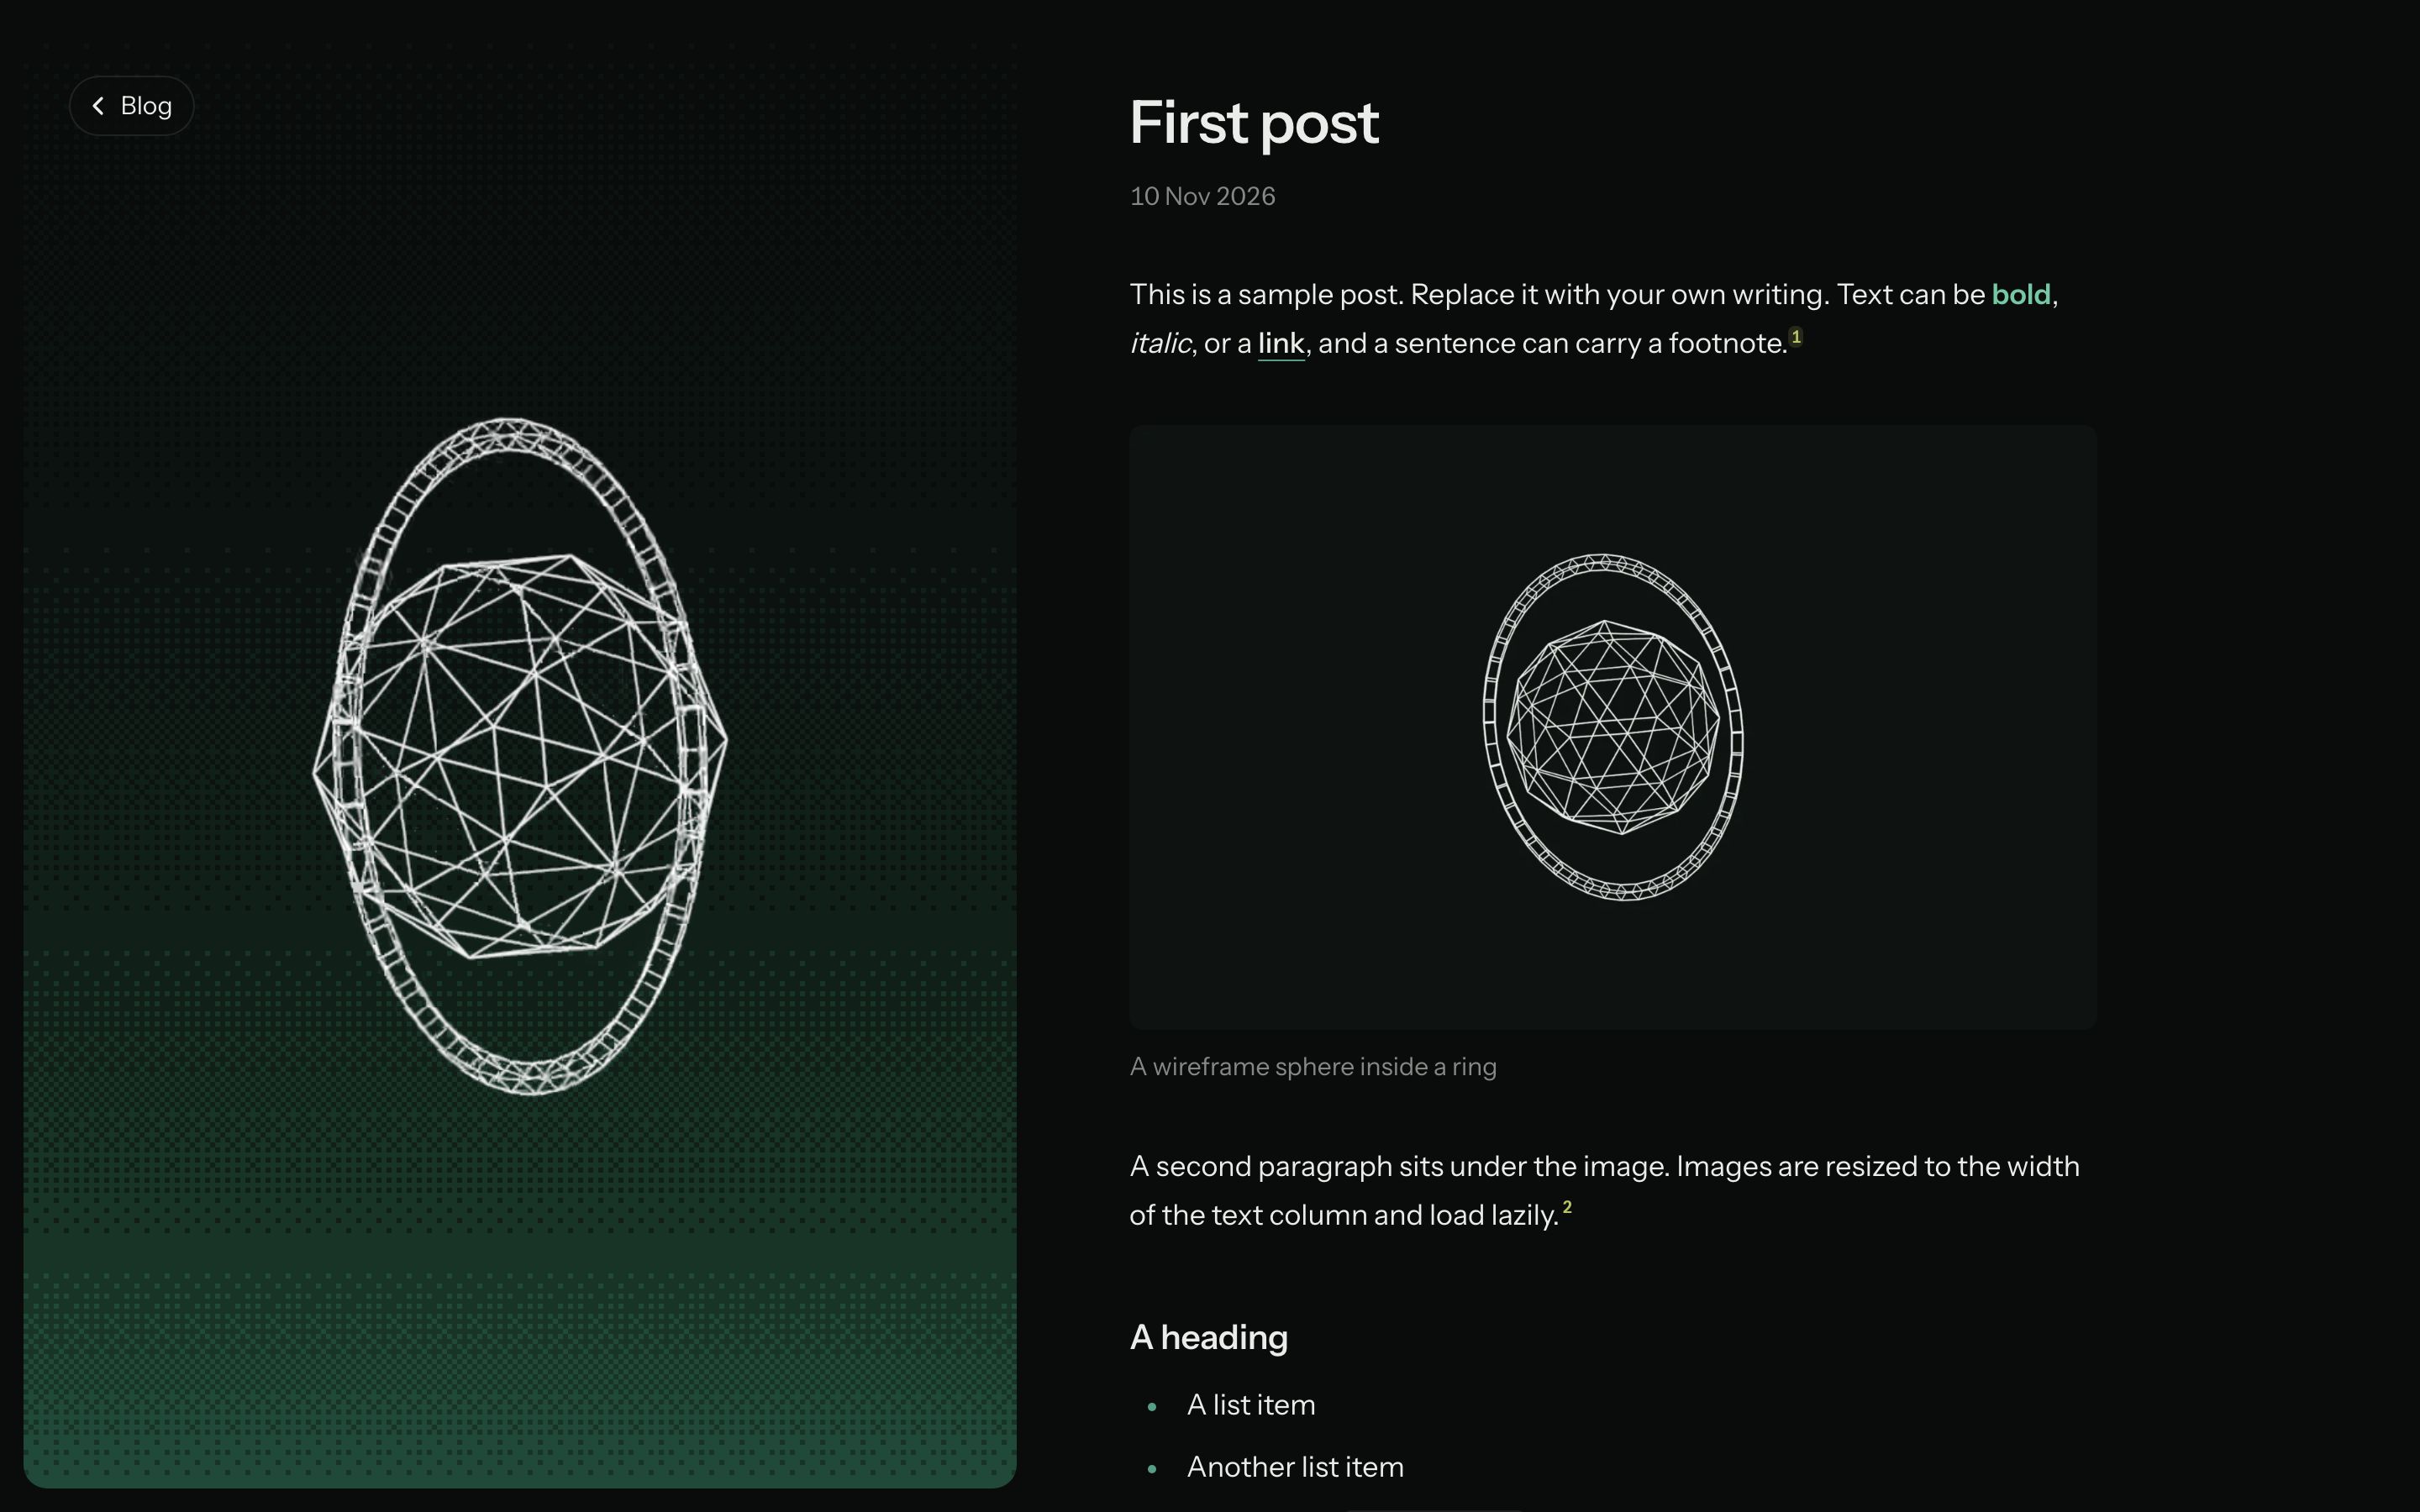 Blog
First post
10 Nov 2026
This is a sample post. Replace it with your own writing. Text can be bold,
italic, or a link, and a sentence can carry a footnote.1
A wireframe sphere inside a ring
A second paragraph sits under the image. Images are resized to the width
of the text column and load lazily.2
A heading
• A list item
• Another list item